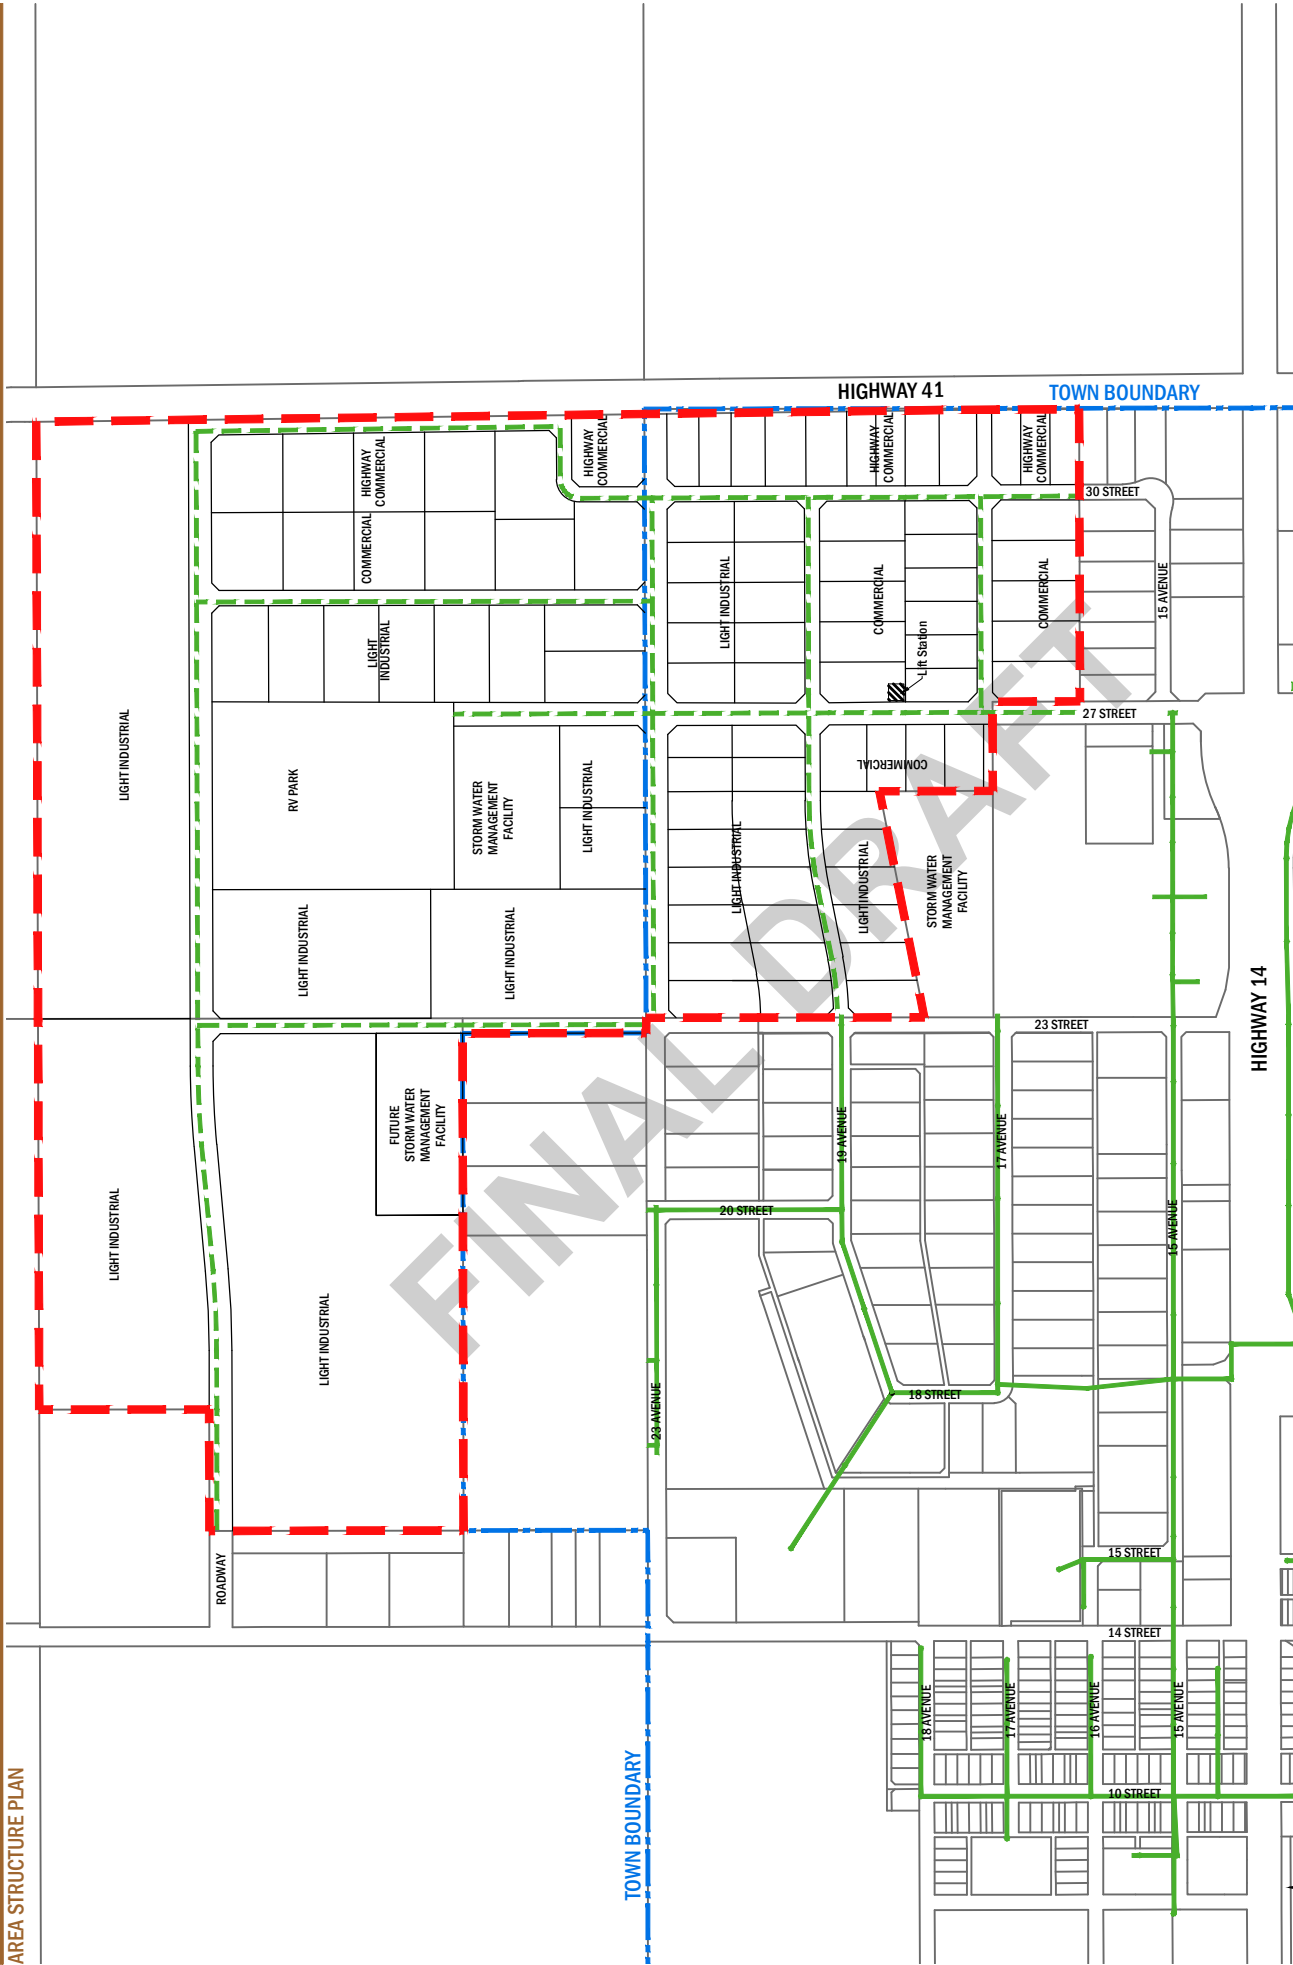 HIGHWAY 41
TOWN BOUNDARY
HIGHWAY
COMMERCIAL
HIGHWAY
COMMERCIAL
HIGHWAY
COMMERCIAL
HIGHWAY
COMMERCIAL
30 STREET
COMMERCIAL
LIGHT INDUSTRIAL
COMMERCIAL
COMMERCIAL
15 AVENUE
LIGHT
INDUSTRIAL
Lift Station
27 STREET
LIGHT INDUSTRIAL
RV PARK
STORM WATER
MANAGEMENT
FACILITY
LIGHT INDUSTRIAL
COMMERCIAL
LIGHT INDUSTRIAL
LIGHT INDUSTRIAL
STORM WATER
MANAGEMENT
FACILITY
LIGHT INDUSTRIAL
LIGHT INDUSTRIAL
HIGHWAY 14
23 STREET
FUTURE
STORM WATER
MANAGEMENT
FACILITY
19 AVENUE
17 AVENUE
LIGHT INDUSTRIAL
20 STREET
15 AVENUE
LIGHT INDUSTRIAL
FINAL DRAFT
23 AVENUE
18 STREET
ROADWAY
15 STREET
14 STREET
18 AVENUE
17 AVENUE
16 AVENUE
15 AVENUE
10 STREET
TOWN BOUNDARY
AREA STRUCTURE PLAN